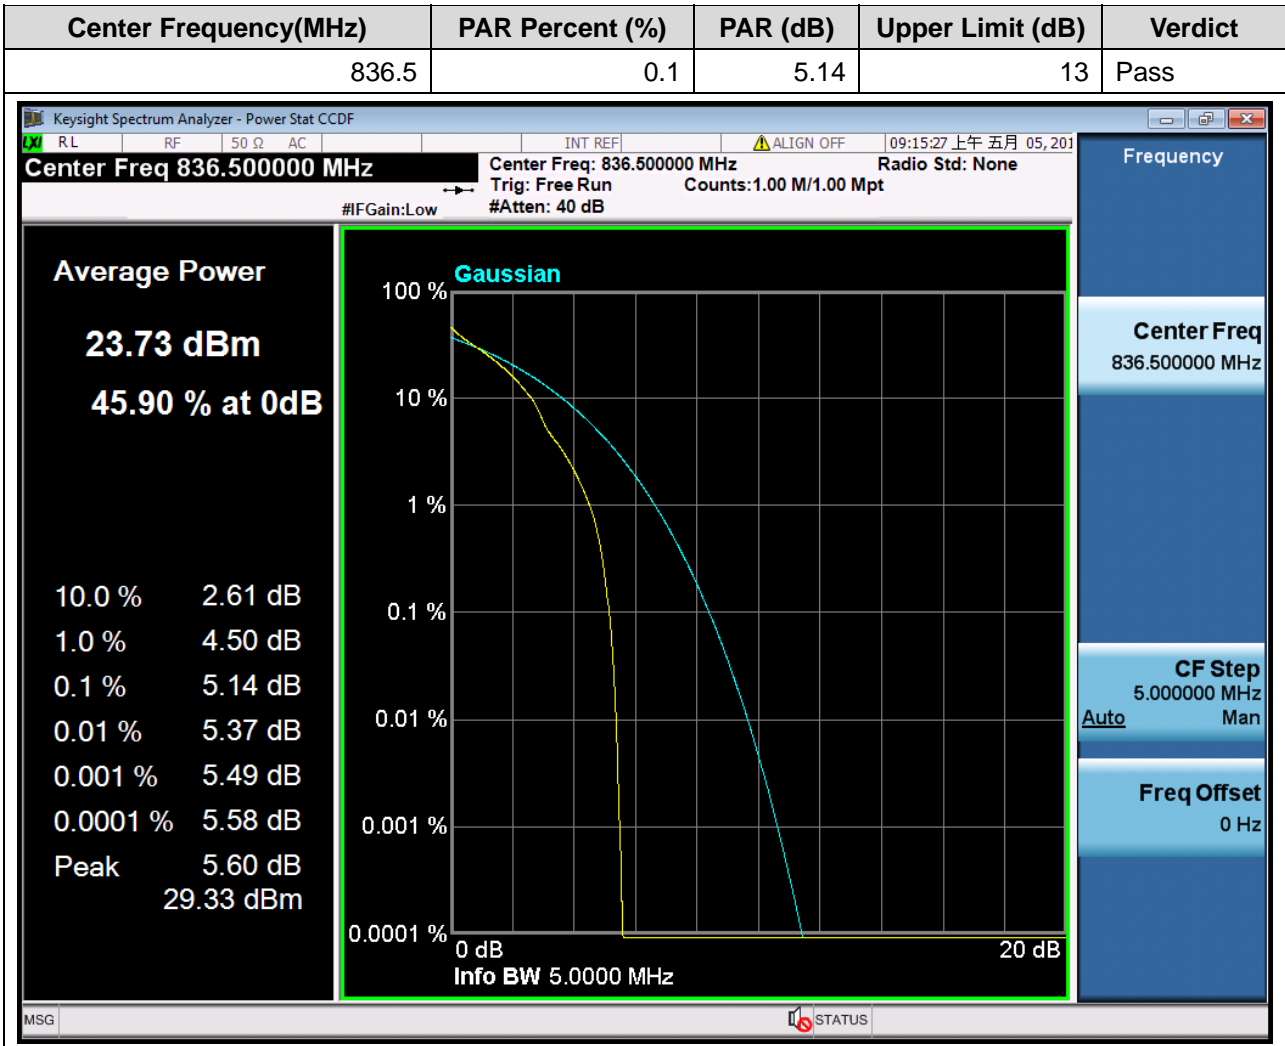 Center Frequency(MHz) PAR Percent (%) PAR (dB) Upper Limit (dB) Verdict
836.5 0.1 5.14 13 Pass
Keysight Spectrum Analyzer - Power Stat CCDF
LXI RL RF 50 Ω AC INT REF ALIGN OFF 09:15:27 上午 五月 05, 201
Center Freq 836.500000 MHz
Center Freq: 836.500000 MHz Radio Std: None
Trig: Free Run Counts:1.00 M/1.00 Mpt
#IFGain:Low #Atten: 40 dB
Average Power
23.73 dBm
45.90 % at 0dB
10.0 % 2.61 dB
1.0 % 4.50 dB
0.1 % 5.14 dB
0.01 % 5.37 dB
0.001 % 5.49 dB
0.0001 % 5.58 dB
Peak 5.60 dB
29.33 dBm
Gaussian
100 %
10 %
1 %
0.1 %
0.01 %
0.001 %
0.0001 %
0 dB 20 dB
Info BW 5.0000 MHz
Frequency
Center Freq
836.500000 MHz
CF Step
5.000000 MHz
Auto Man
Freq Offset
0 Hz
MSG STATUS